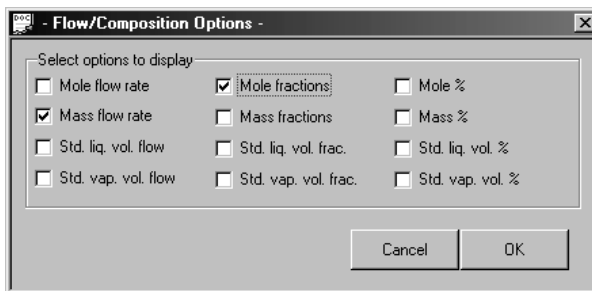 - Flow/Composition Options -
Select options to display
Mole flow rate Mole fractions Mole %
Mass flow rate Mass fractions Mass %
Std. liq. vol. flow Std. liq. vol. frac. Std. liq. vol. %
Std. vap. vol. flow Std. vap. vol. frac. Std. vap. vol. %
Cancel OK